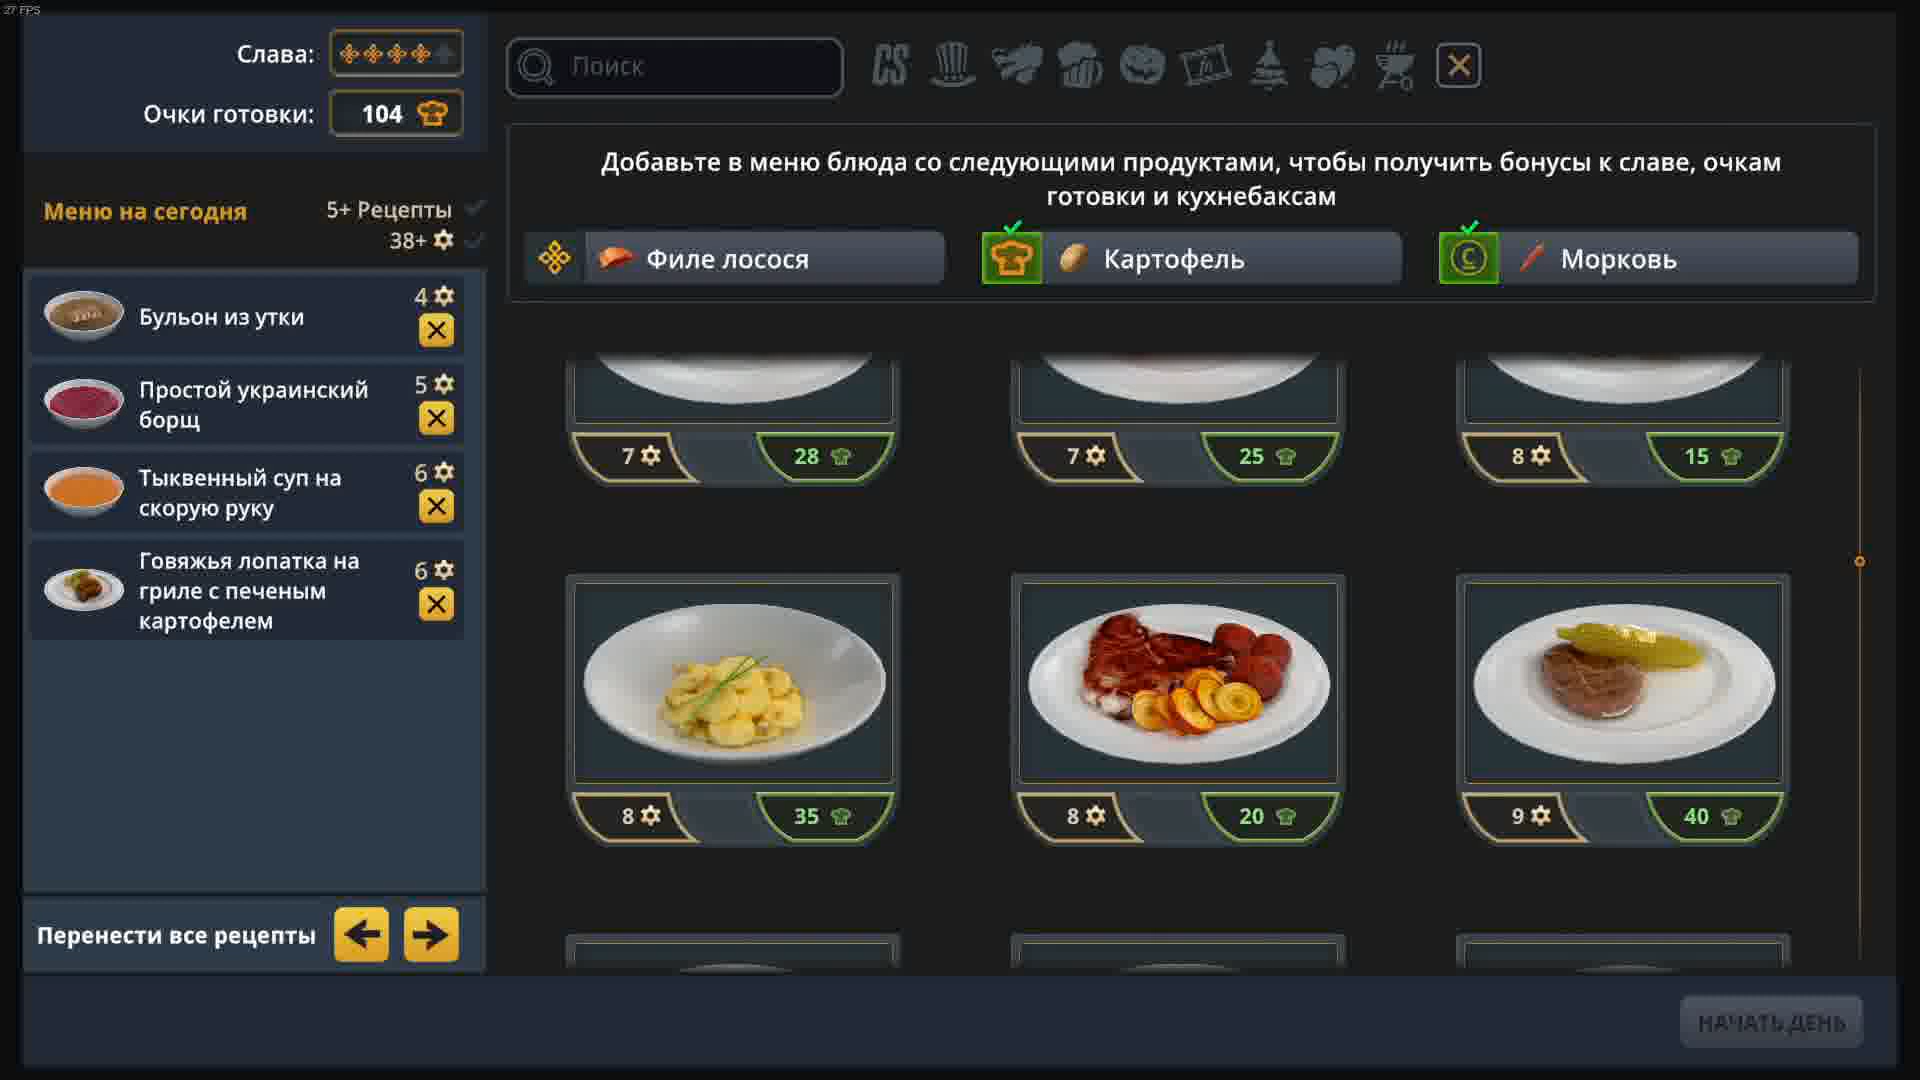 27 FPS
Слава:
Очки готовки: 104
Поиск
CS
Добавьте в меню блюда со следующими продуктами, чтобы получить бонусы к славе, очкам
готовки и кухнебаксам
Филе лосося
Картофель
Морковь
Меню на сегодня
5+ Рецепты
38+
Бульон из утки
4
Простой украинский
борщ
5
Тыквенный суп на
скорую руку
6
Говяжья лопатка на
гриле с печеным
картофелем
6
7 28
7 25
8 15
8 35
8 20
9 40
Перенести все рецепты
НАЧАТЬ ДЕНЬ